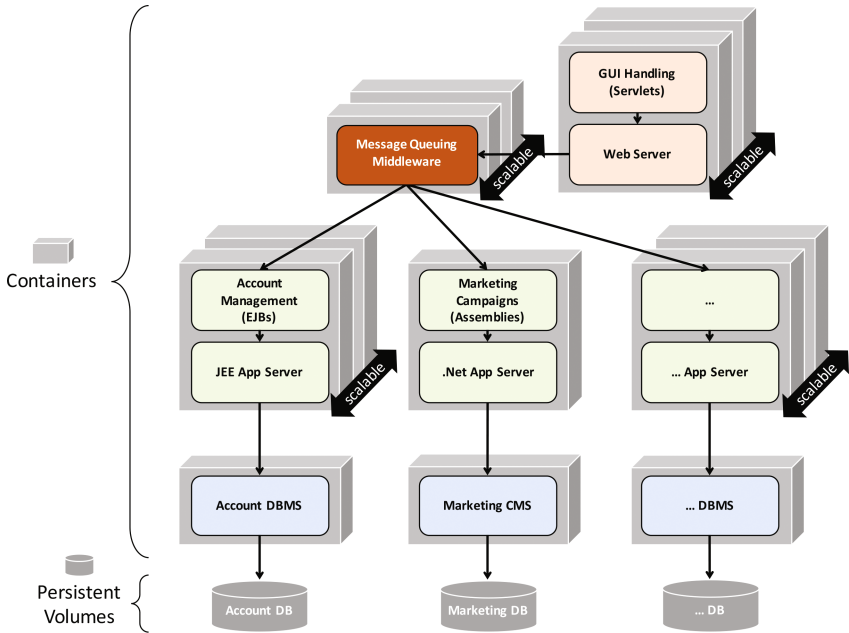 GUI Handling
(Servlets)
Web Server
scalable
Message Queuing
Middleware
scalable
Containers
Account
Management
(EJBs)
JEE App Server
scalable
Marketing
Campaigns
(Assemblies)
.Net App Server
...
... App Server
scalable
Account DBMS
Marketing CMS
... DBMS
Persistent
Volumes
Account DB
Marketing DB
... DB